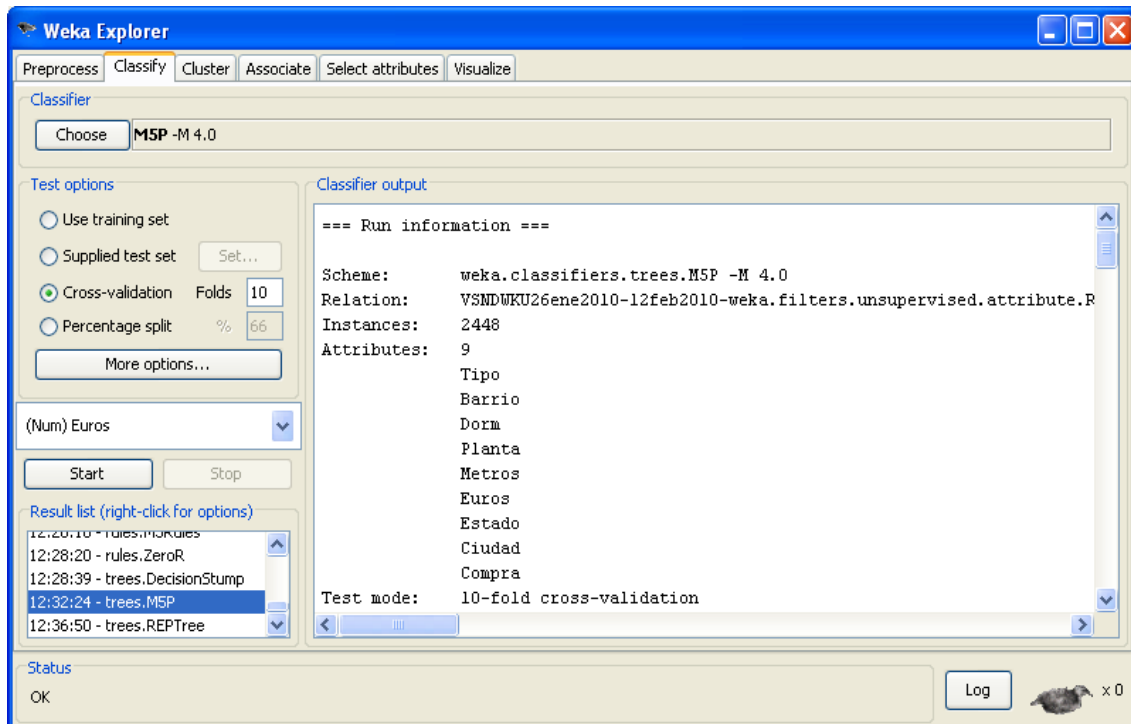 Weka Explorer
Preprocess Classify Cluster Associate Select attributes Visualize
Classifier
Choose M5P -M 4.0
Test options
Use training set
Supplied test set Set...
Cross-validation Folds 10
Percentage split % 66
More options...
(Num) Euros
Start Stop
Result list (right-click for options)
12:28:20 - rules.ZeroR
12:28:39 - trees.DecisionStump
12:32:24 - trees.M5P
12:36:50 - trees.REPTree
Classifier output
=== Run information ===
Scheme: weka.classifiers.trees.M5P -M 4.0
Relation: VSNDWKU26ene2010-12feb2010-weka.filters.unsupervised.attribute.R
Instances: 2448
Attributes: 9
Tipo
Barrio
Dorm
Planta
Metros
Euros
Estado
Ciudad
Compra
Test mode: 10-fold cross-validation
Status
OK
Log x 0